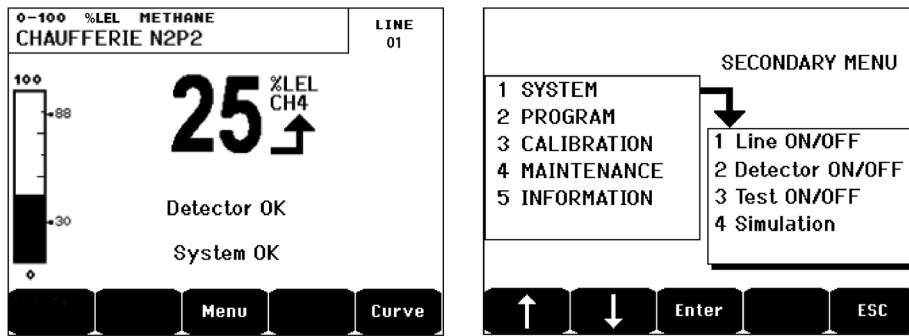 0-100 %LEL METHANE
CHAUFFERIE N2P2
LINE
01
100
88
30
0
25
%LEL
CH4
Detector OK
System OK
Menu
Curve
SECONDARY MENU
1 SYSTEM
2 PROGRAM
3 CALIBRATION
4 MAINTENANCE
5 INFORMATION
1 Line ON/OFF
2 Detector ON/OFF
3 Test ON/OFF
4 Simulation
Enter
ESC